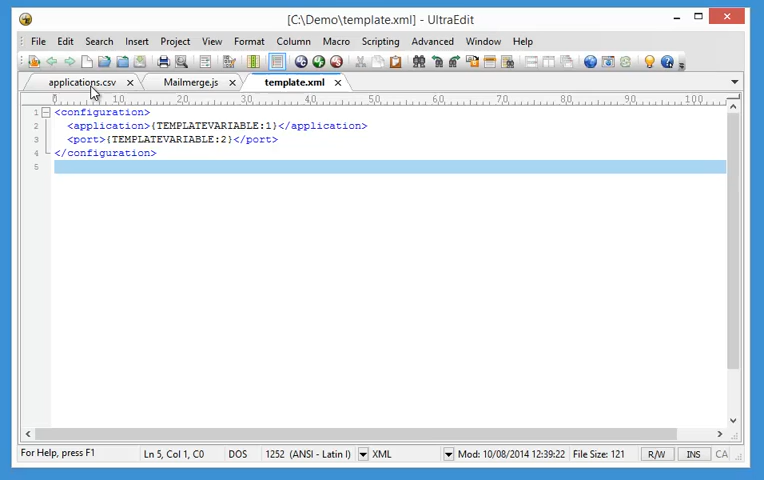 [C:\Demo\template.xml] - UltraEdit
File Edit Search Insert Project View Format Column Macro Scripting Advanced Window Help
applications.csv Mailmerge.js template.xml
0 10 20 30 40 50 60 70 80 90 100
1 <configuration>
2 <application>{TEMPLATEVARIABLE:1}</application>
3 <port>{TEMPLATEVARIABLE:2}</port>
4 </configuration>
5
For Help, press F1 Ln 5, Col 1, C0 DOS 1252 (ANSI - Latin I) XML Mod: 10/08/2014 12:39:22 File Size: 121 R/W INS CA